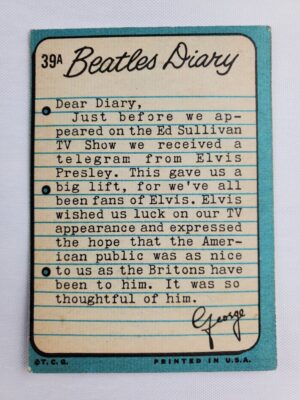 39A Beatles Diary
Dear Diary,
Just before we ap-
peared on the Ed Sullivan
TV Show we received a
telegram from Elvis
Presley. This gave us a
big lift, for we've all
been fans of Elvis. Elvis
wished us luck on our TV
appearance and expressed
the hope that the Amer-
ican public was as nice
to us as the Britons have
been to him. It was so
thoughtful of him.
George
©T.C.G. PRINTED IN U.S.A.